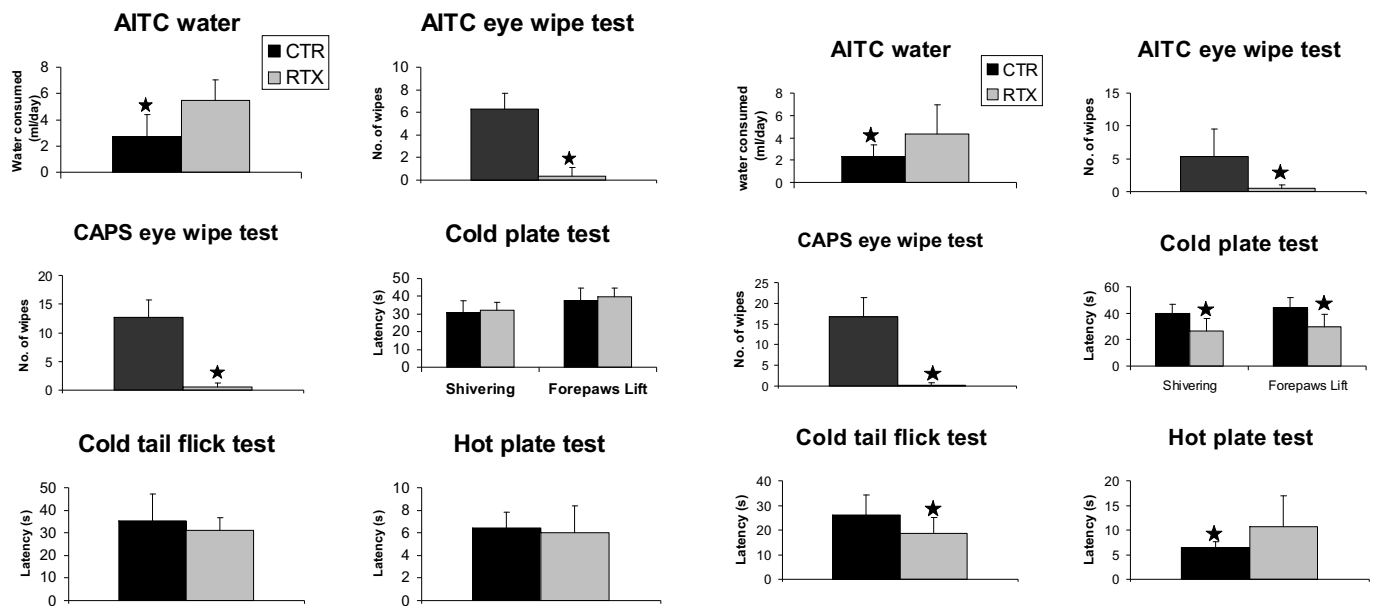 AITC water
CTR
RTX
Water consumed
(ml/day)
8
6
4
2
0
AITC eye wipe test
No. of wipes
10
8
6
4
2
0
AITC water
CTR
RTX
water consumed
(ml/day)
8
6
4
2
0
AITC eye wipe test
No. of wipes
15
10
5
0
CAPS eye wipe test
No. of wipes
20
15
10
5
0
Cold plate test
Latency (s)
50
40
30
20
10
0
Shivering Forepaws Lift
CAPS eye wipe test
No. of wipes
25
20
15
10
5
0
Cold plate test
Latency (s)
60
40
20
0
Shivering Forepaws Lift
Cold tail flick test
Latency (s)
50
40
30
20
10
0
Hot plate test
Latency (s)
10
8
6
4
2
0
Cold tail flick test
Latency (s)
40
30
20
10
0
Hot plate test
Latency (s)
20
15
10
5
0